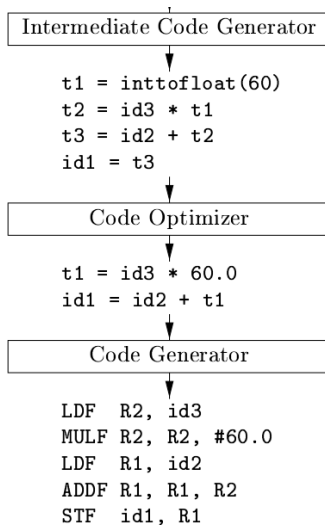 Intermediate Code Generator
t1 = inttofloat(60)
t2 = id3 * t1
t3 = id2 + t2
id1 = t3
Code Optimizer
t1 = id3 * 60.0
id1 = id2 + t1
Code Generator
LDF R2, id3
MULF R2, R2, #60.0
LDF R1, id2
ADDF R1, R1, R2
STF id1, R1